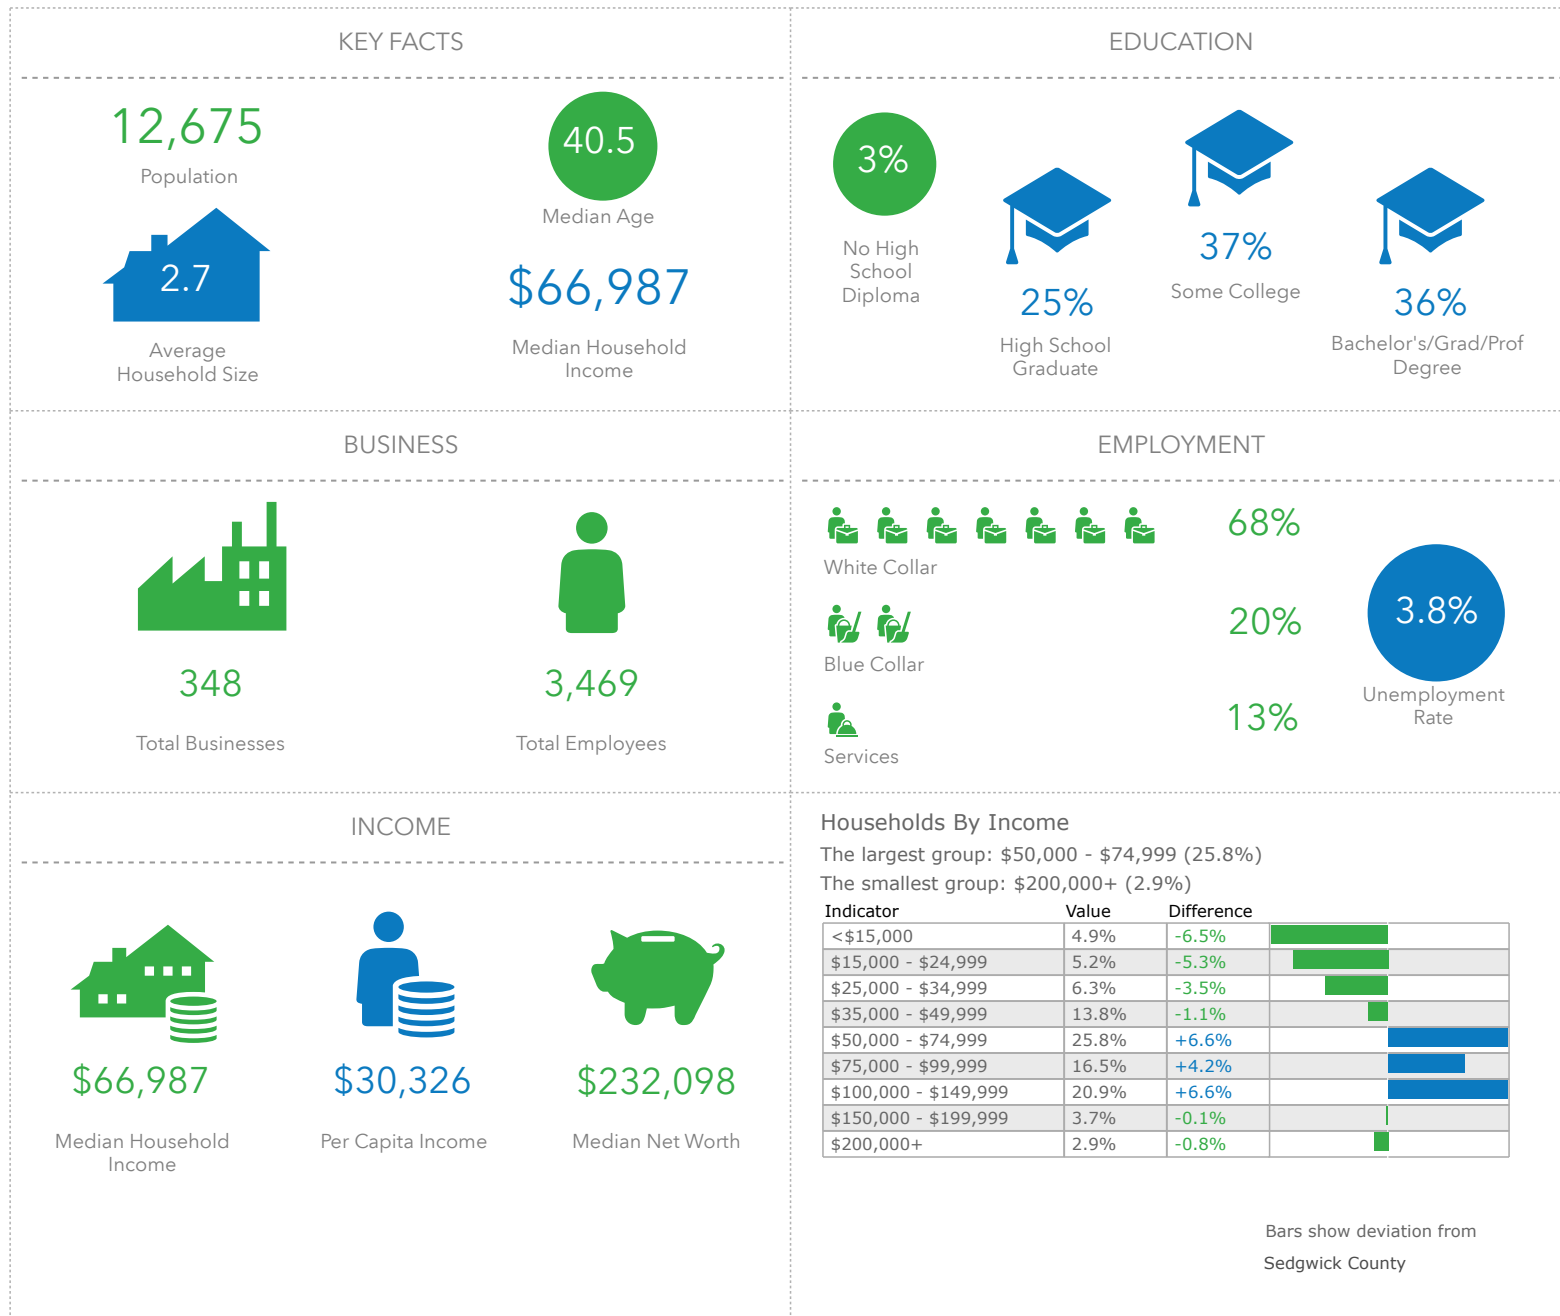 KEY FACTS
12,675
Population
40.5
Median Age
2.7
Average
Household Size
$66,987
Median Household
Income
EDUCATION
3%
No High
School
Diploma
25%
High School
Graduate
37%
Some College
36%
Bachelor's/Grad/Prof
Degree
BUSINESS
348
Total Businesses
3,469
Total Employees
EMPLOYMENT
68%
White Collar
20%
Blue Collar
13%
Services
3.8%
Unemployment
Rate
INCOME
$66,987
Median Household
Income
$30,326
Per Capita Income
$232,098
Median Net Worth
Households By Income
The largest group: $50,000 - $74,999 (25.8%)
The smallest group: $200,000+ (2.9%)
Indicator Value Difference
<$15,000 4.9% -6.5%
$15,000 - $24,999 5.2% -5.3%
$25,000 - $34,999 6.3% -3.5%
$35,000 - $49,999 13.8% -1.1%
$50,000 - $74,999 25.8% +6.6%
$75,000 - $99,999 16.5% +4.2%
$100,000 - $149,999 20.9% +6.6%
$150,000 - $199,999 3.7% -0.1%
$200,000+ 2.9% -0.8%
Bars show deviation from
Sedgwick County